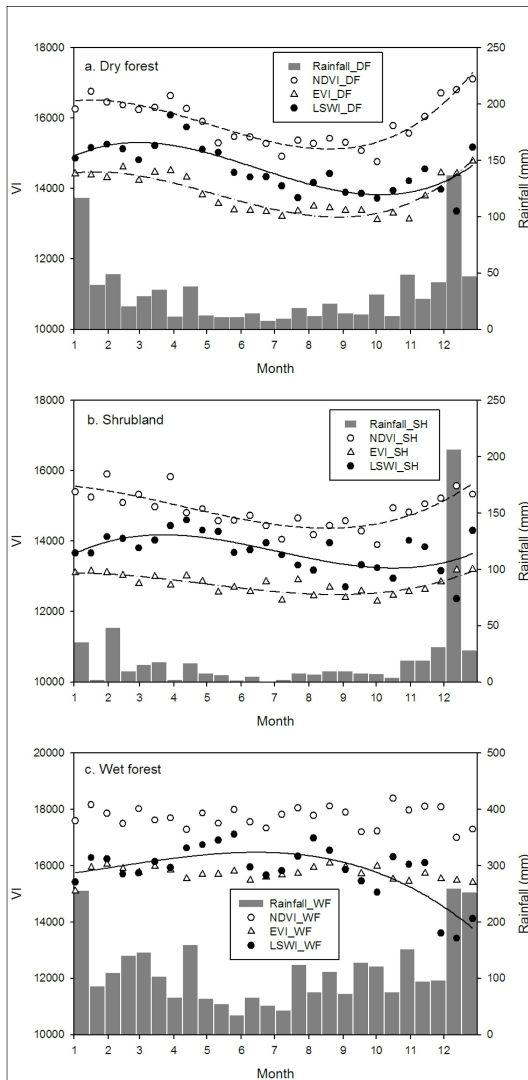 a. Dry forest
Rainfall_DF
NDVI_DF
EVI_DF
LSWI_DF
18000
16000
14000
12000
10000
VI
250
200
150
100
50
0
Rainfall (mm)
1 2 3 4 5 6 7 8 9 10 11 12
Month
b. Shrubland
Rainfall_SH
NDVI_SH
EVI_SH
LSWI_SH
18000
16000
14000
12000
10000
VI
250
200
150
100
50
0
Rainfall (mm)
1 2 3 4 5 6 7 8 9 10 11 12
Month
c. Wet forest
Rainfall_WF
NDVI_WF
EVI_WF
LSWI_WF
20000
18000
16000
14000
12000
10000
VI
500
400
300
200
100
0
Rainfall (mm)
1 2 3 4 5 6 7 8 9 10 11 12
Month